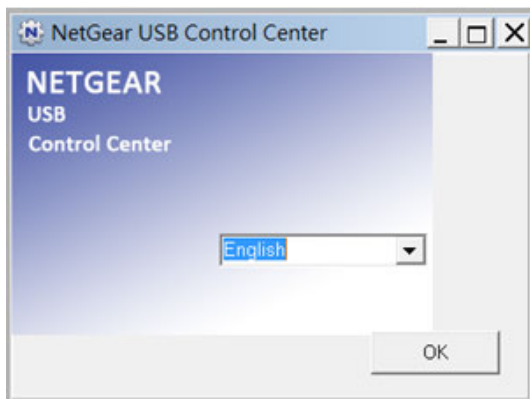 NetGear USB Control Center
NETGEAR
USB
Control Center
English
OK